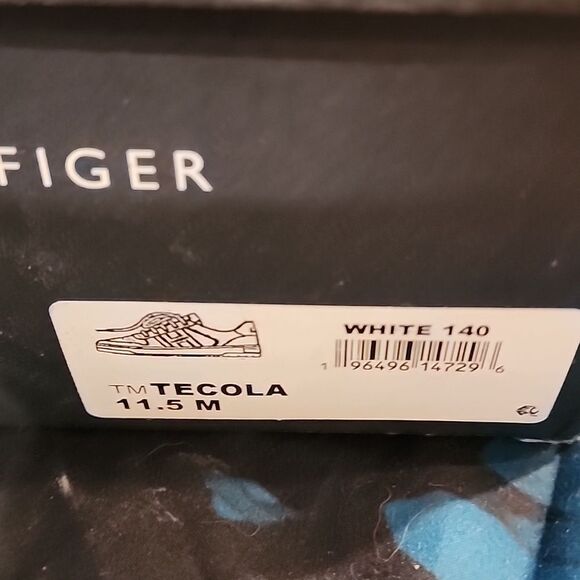 FIGER
WHITE 140
1 96496 14729 6
TMTECOLA
11.5 M